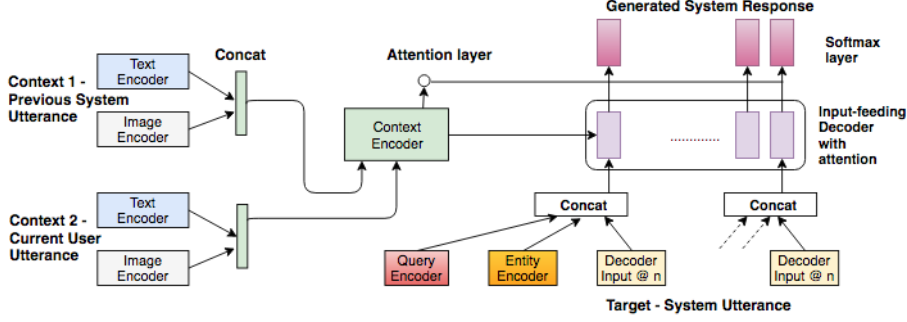 Generated System Response
Softmax
layer
Concat
Attention layer
Text
Encoder
Context 1 -
Previous System
Utterance
Image
Encoder
Context
Encoder
Input-feeding
Decoder
with
attention
..............
Text
Encoder
Context 2 -
Current User
Utterance
Image
Encoder
Concat
Concat
Query
Encoder
Entity
Encoder
Decoder
Input @ n
Decoder
Input @ n
Target - System Utterance